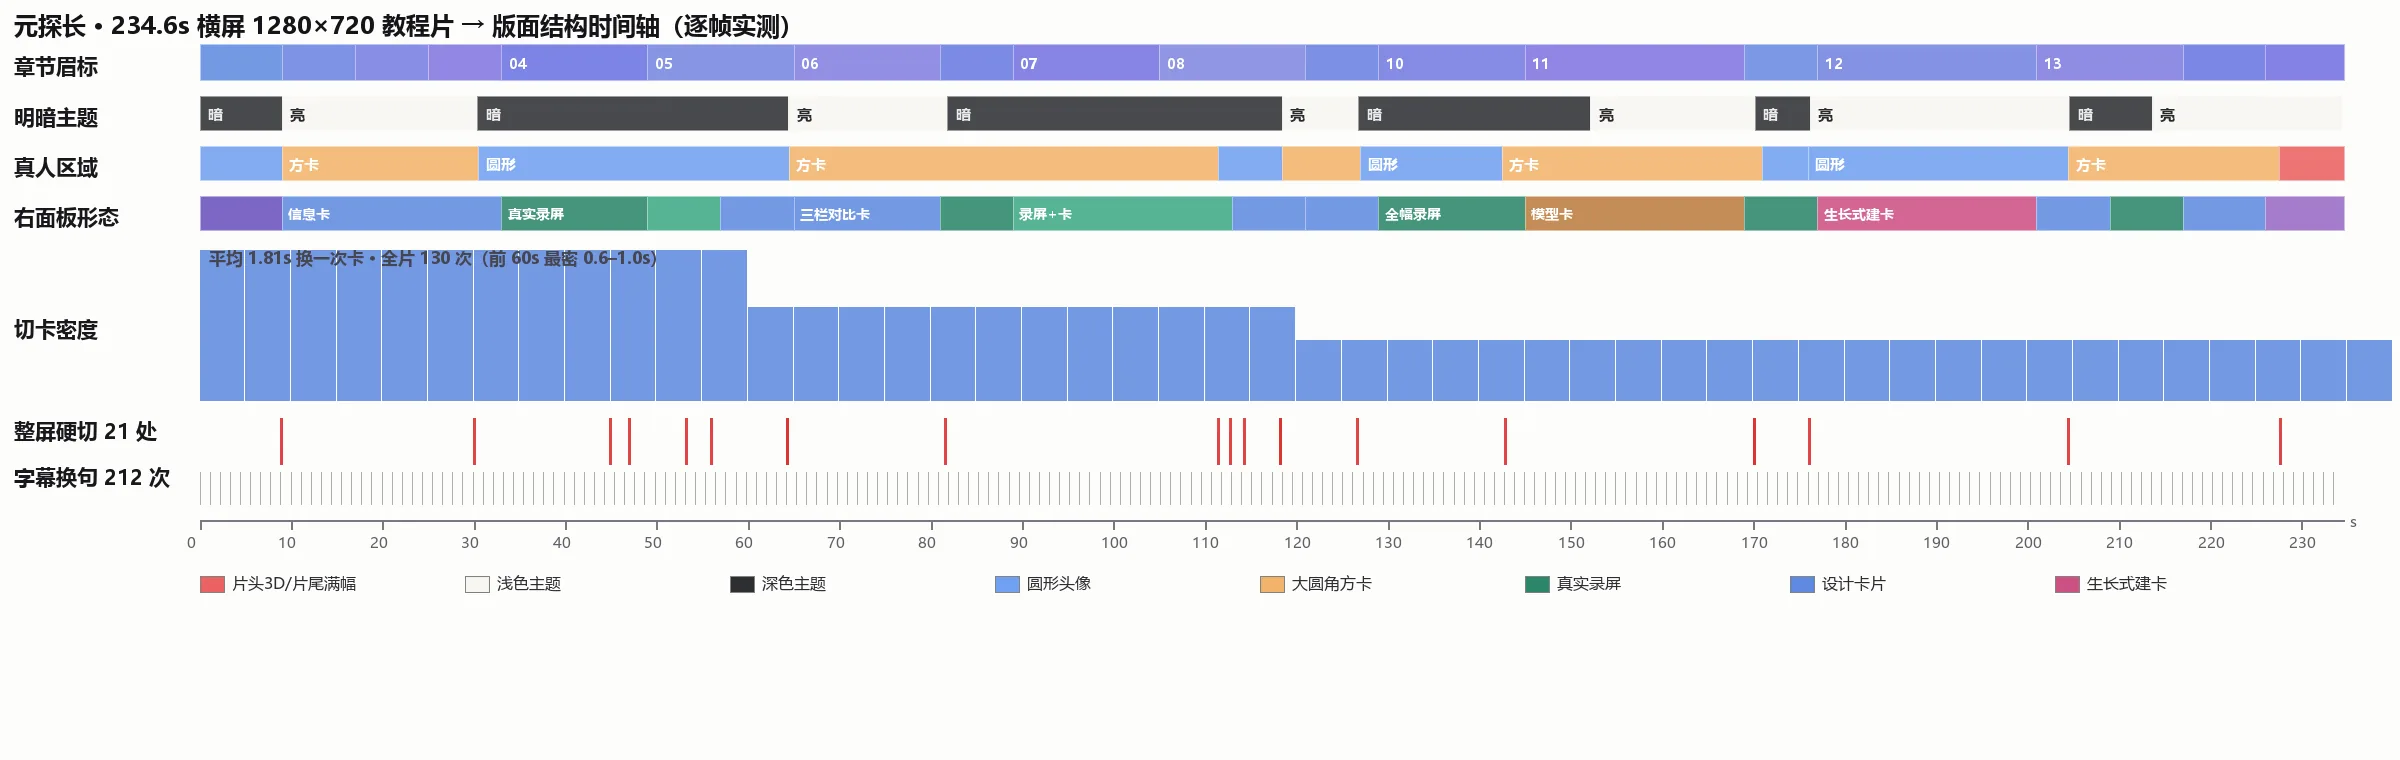 元探长 • 234.6s 横屏 1280×720 教程片 → 版面结构时间轴（逐帧实测）
章节眉标
04 05 06 07 08 10 11 12 13
明暗主题
暗 亮 暗 亮 暗 亮 暗 亮 暗 亮 暗 亮
真人区域
方卡 圆形 方卡 圆形 方卡 圆形 方卡
右面板形态
信息卡 真实录屏 三栏对比卡 录屏+卡 全幅录屏 模型卡 生长式建卡
平均 1.81s 换一次卡 • 全片 130 次（前 60s 最密 0.6–1.0s）
切卡密度
整屏硬切 21 处
字幕换句 212 次
s
0 10 20 30 40 50 60 70 80 90 100 110 120 130 140 150 160 170 180 190 200 210 220 230
片头3D/片尾满幅 浅色主题 深色主题 圆形头像 大圆角方卡 真实录屏 设计卡片 生长式建卡